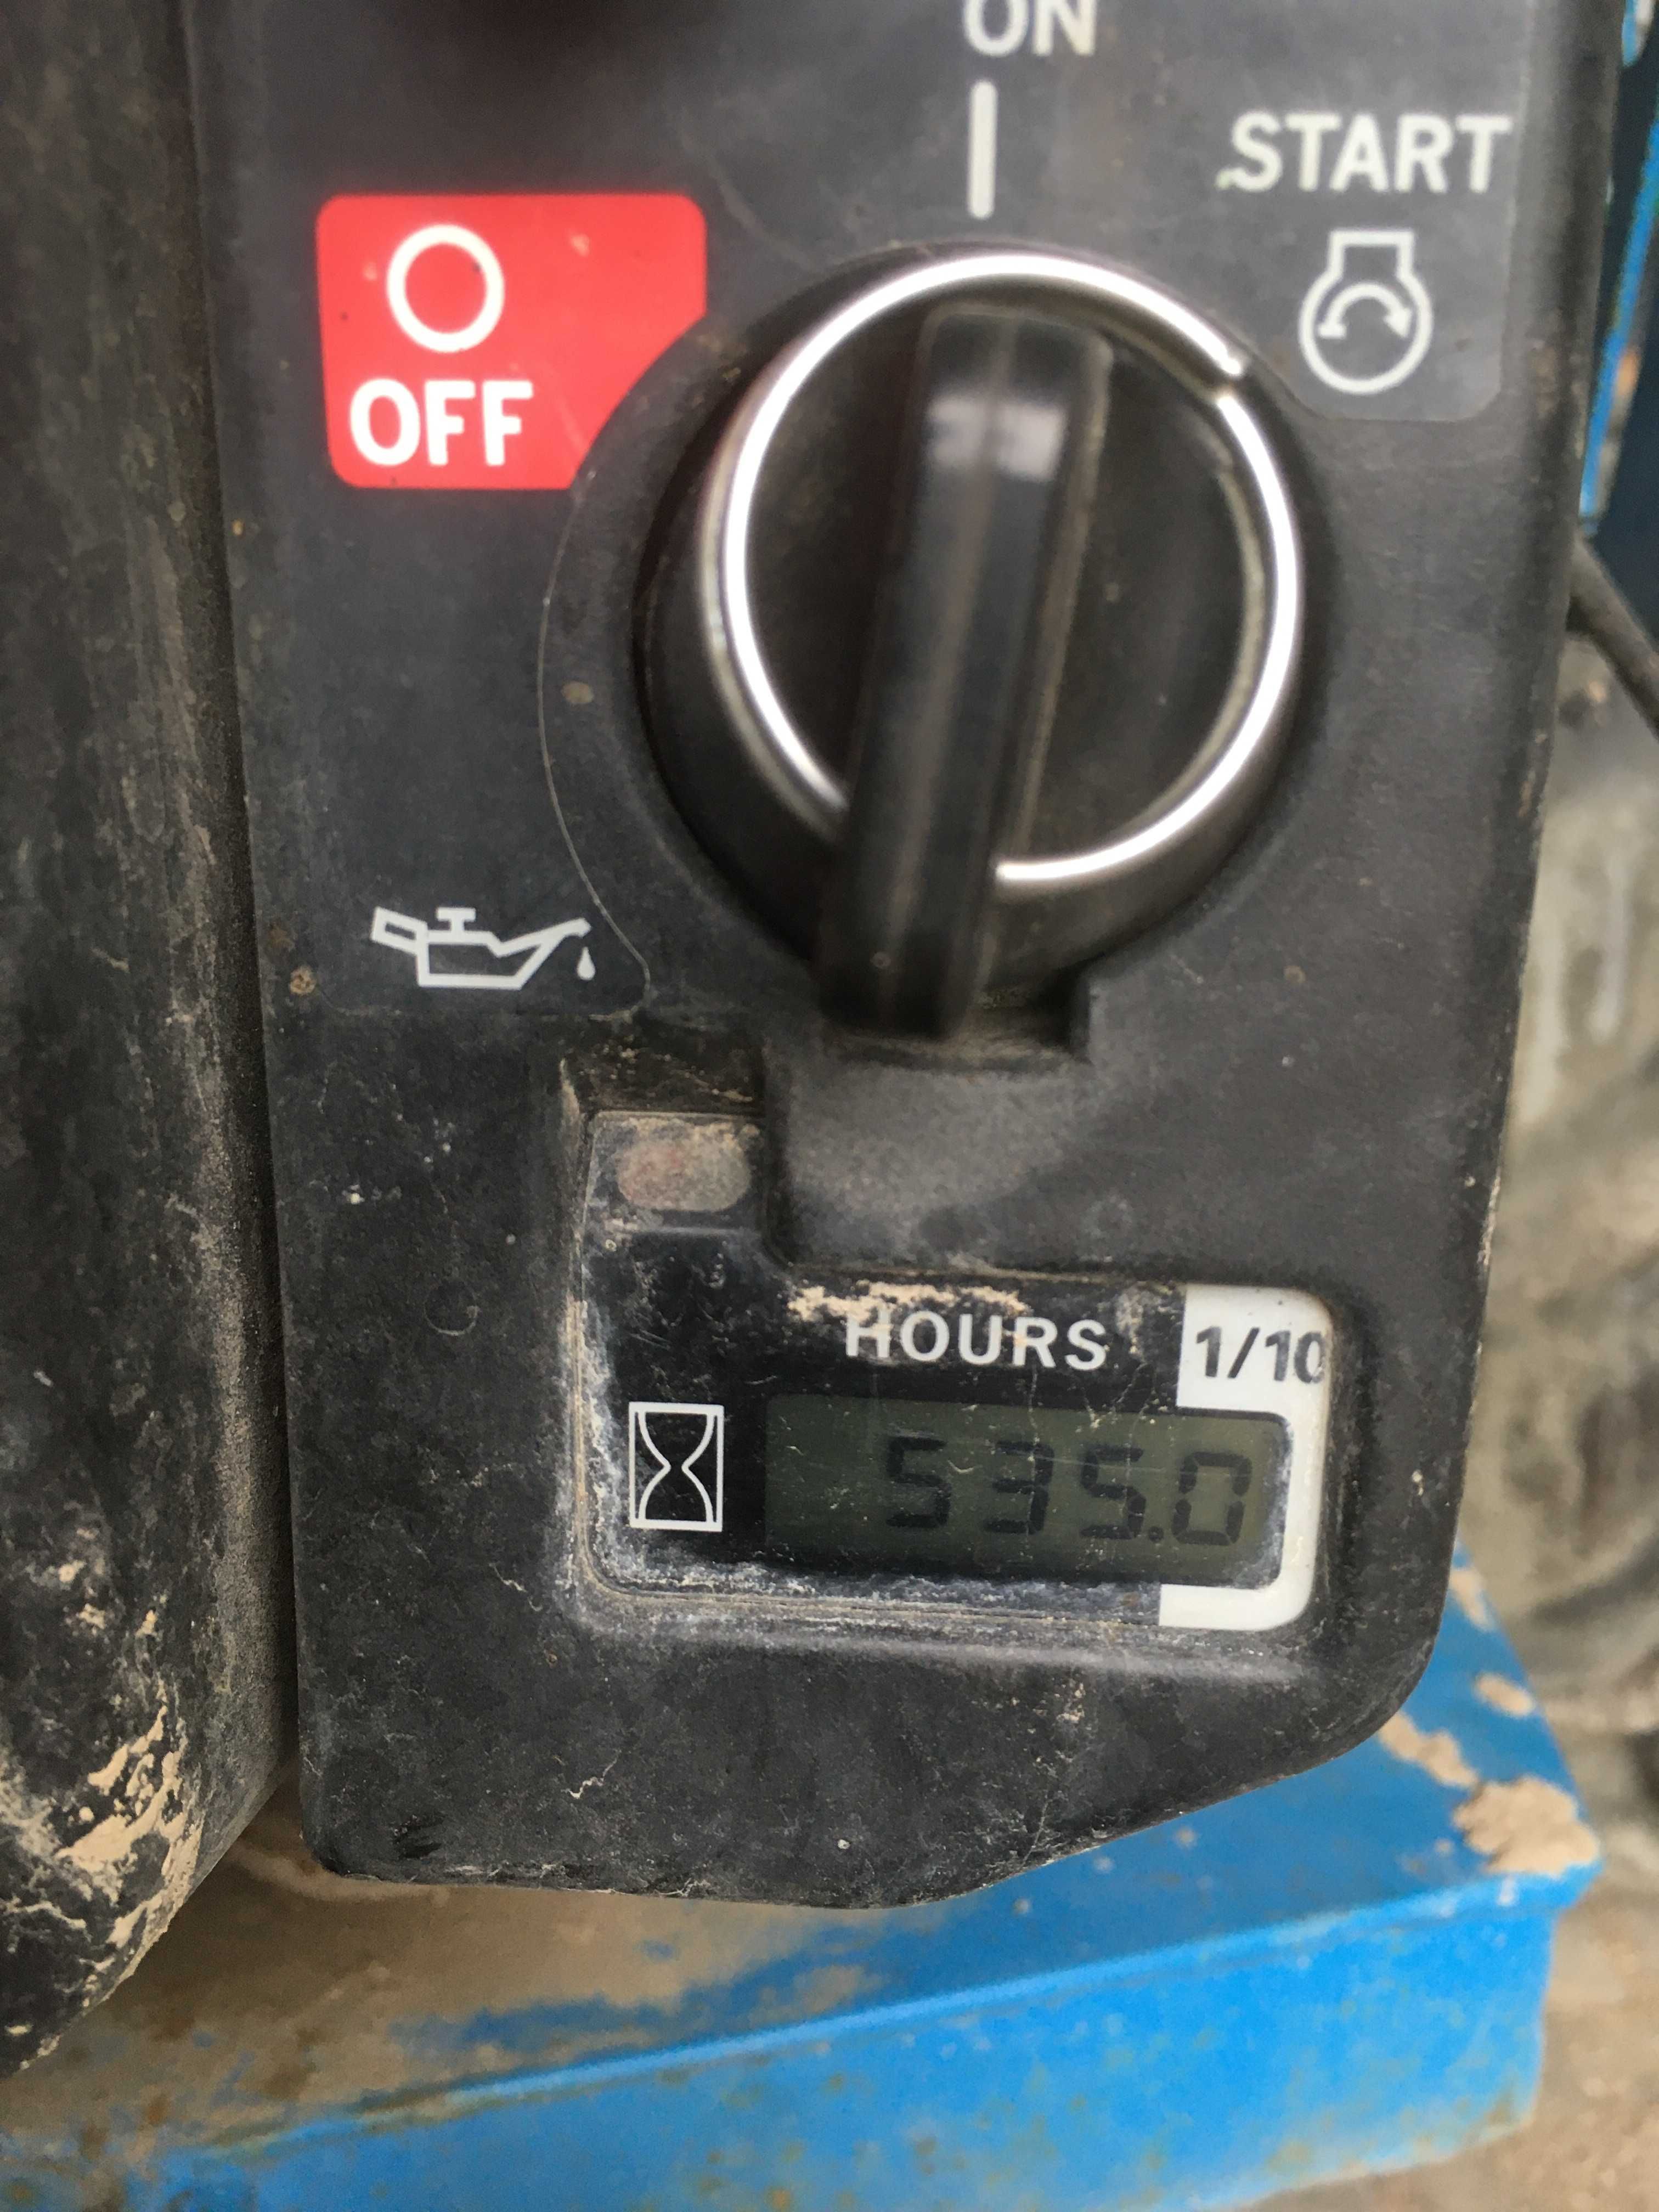 ON
START
OFF
HOURS
1/10
535.0